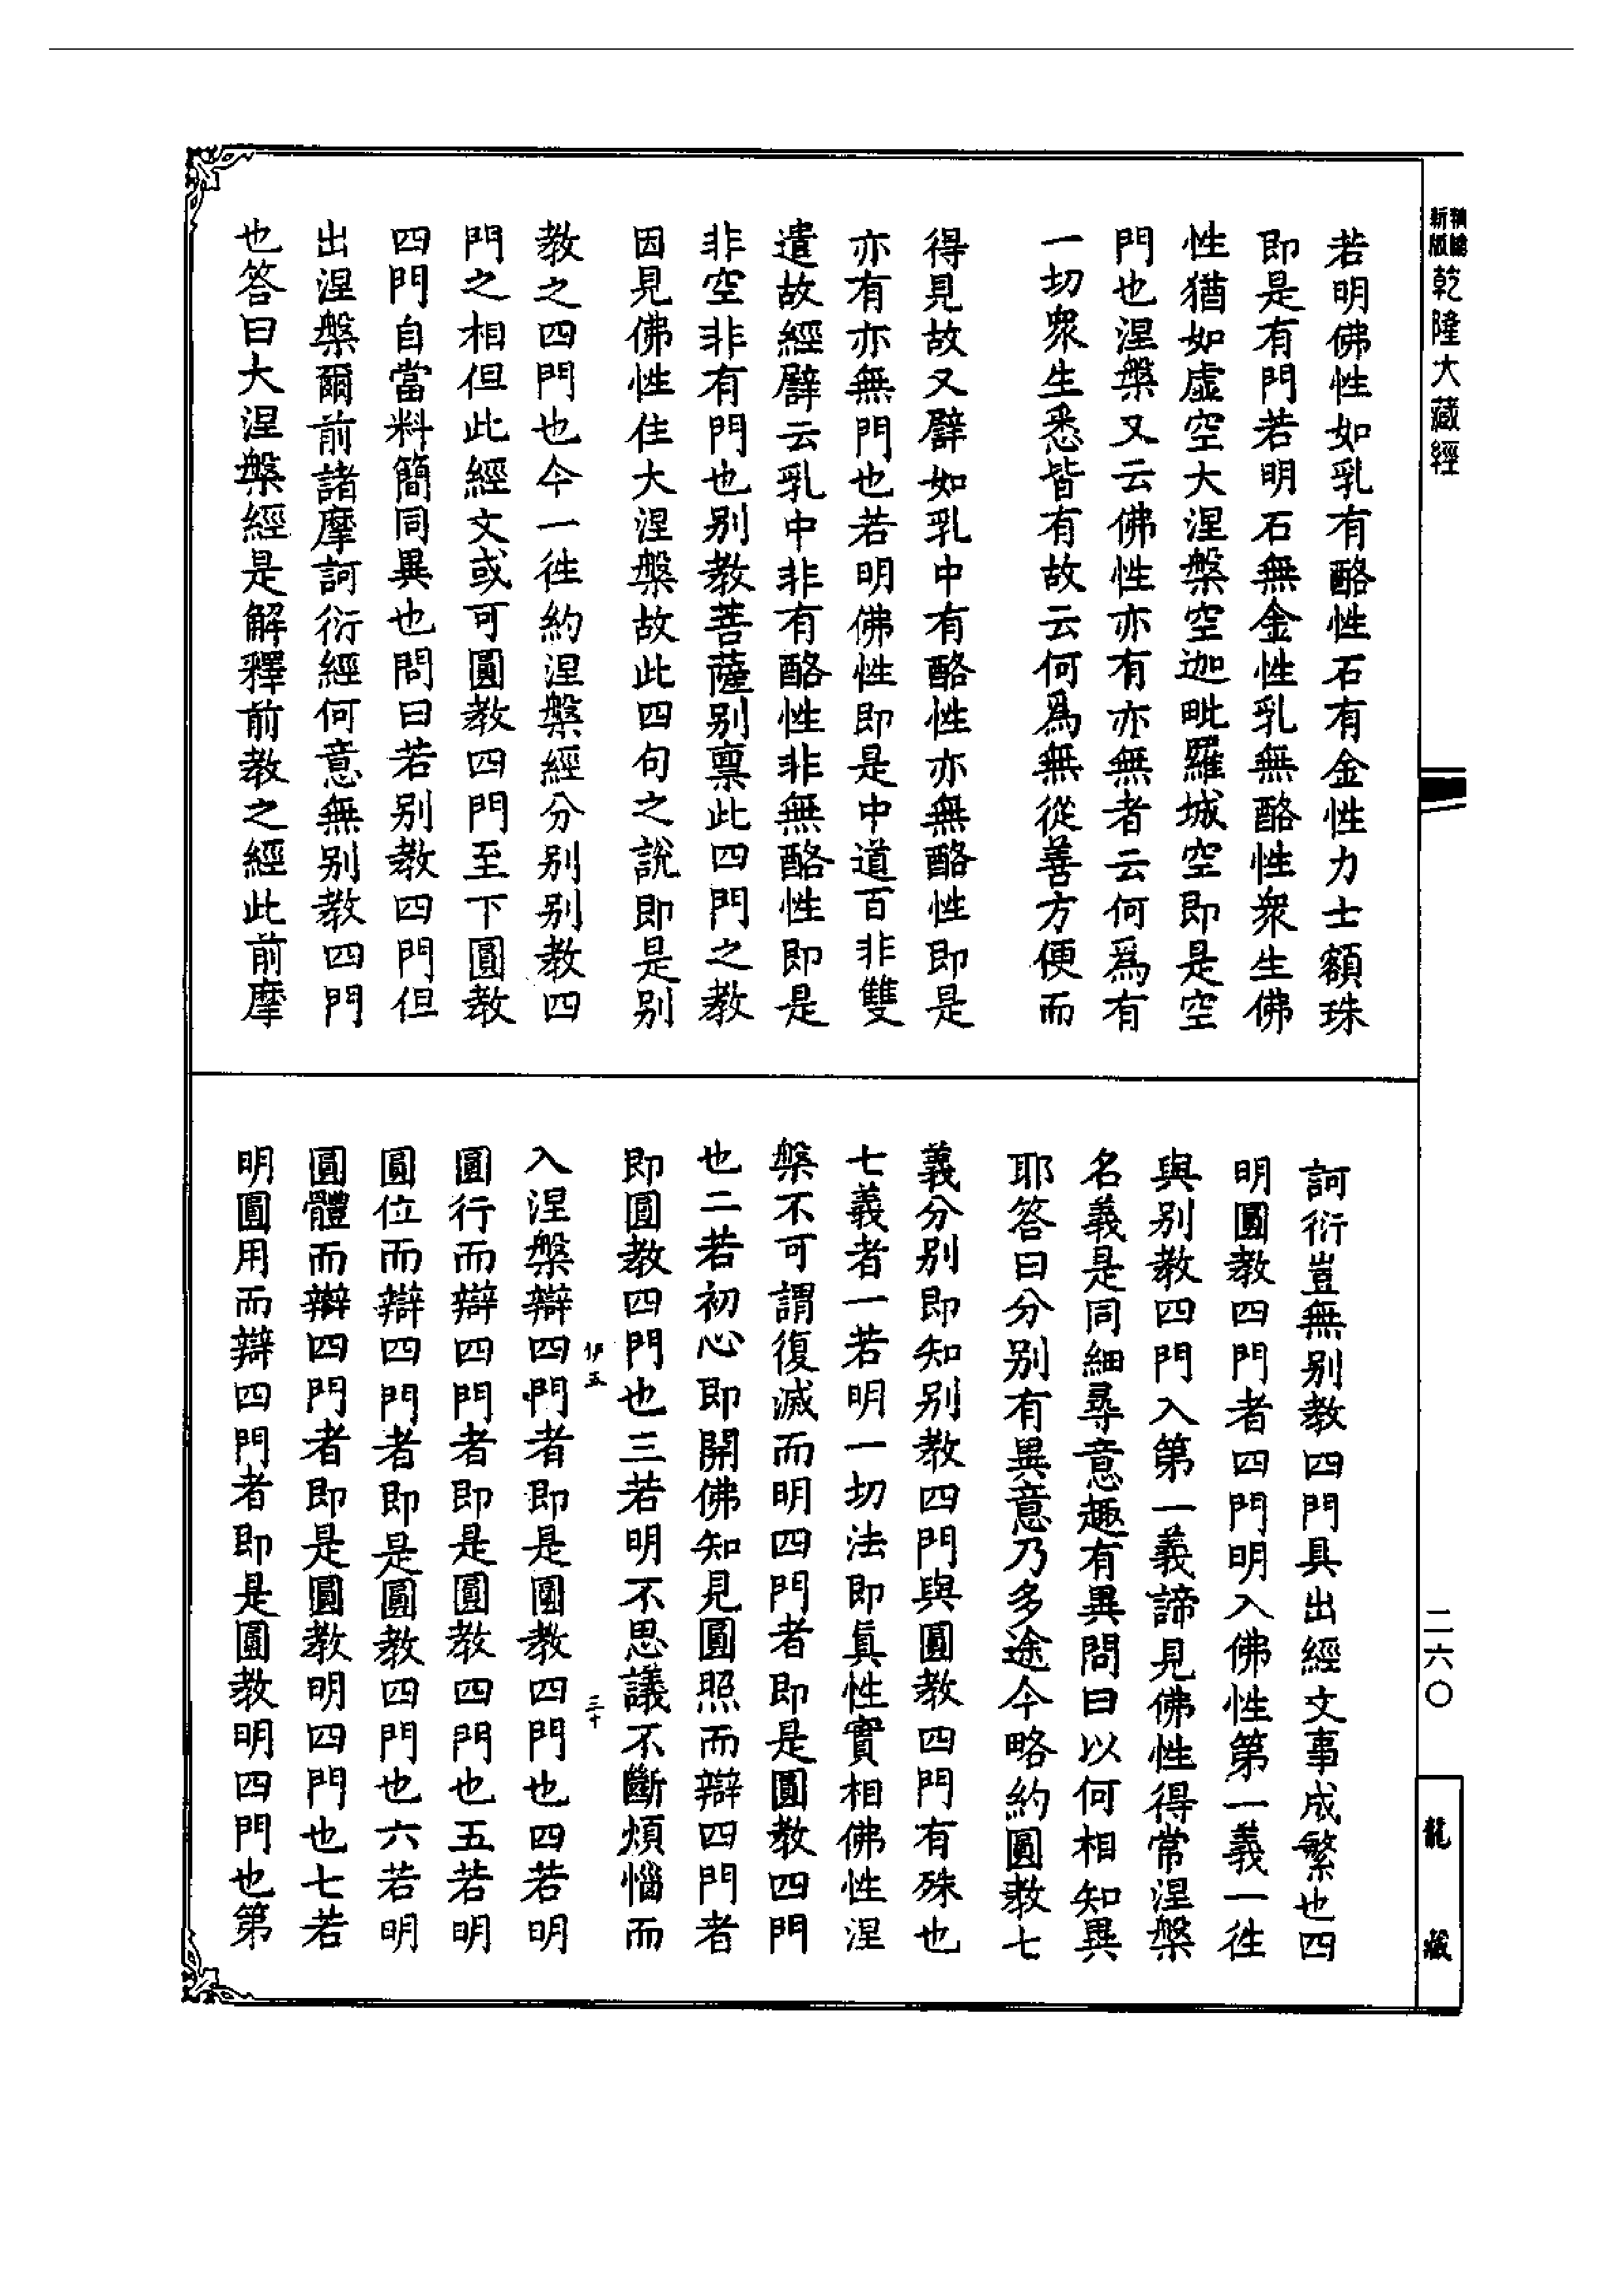 新版
乾隆大藏經
若明佛性如乳有酪性石有金性力士額珠
即是有門若明石無金性乳無酪性衆生佛
性猶如虛空大涅槃空迦毗羅城空即是空
門也涅槃又云佛性亦有亦無者云何爲有
一切衆生悉皆有故云何爲無從善方便而
得見故又譬如乳中有酪性亦無酪性即是
亦有亦無門也若明佛性即是中道百非雙
遣故經譬云乳中非有酪性非無酪性即是
非空非有門也別教菩薩別稟此四門之教
因見佛性住大涅槃故此四句之說即是別
教之四門也今一徃約涅槃經分別別教四
門之相但此經文或可圓教四門至下圓教
四門自當料簡同異也問曰若別教四門但
出涅槃爾前諸摩訶衍經何意無別教四門
也答曰大涅槃經是解釋前教之經此前摩
訶衍豈無別教四門具出經文事成繁也四
明圓教四門者四門明入佛性第一義一徃
與別教四門入第一義諦見佛性得常涅槃
名義是同細尋意趣有異問曰以何相知異
耶答曰分別有異意乃多途今略約圓教七
義分別即知別教四門與圓教四門有殊也
七義者一若明一切法即真性實相佛性涅
槃不可謂復滅而明四門者即是圓教四門
也二若初心即開佛知見圓照而辯四門者
即圓教四門也三若明不思議不斷煩惱而
伊五
三十
入涅槃辯四門者即是圓教四門也四若明
圓行而辯四門者即是圓教四門也五若明
圓位而辯四門者即是圓教四門也六若明
圓體而辯四門者即是圓教明四門也七若
明圓用而辯四門者即是圓教明四門也第
二六〇
龍藏